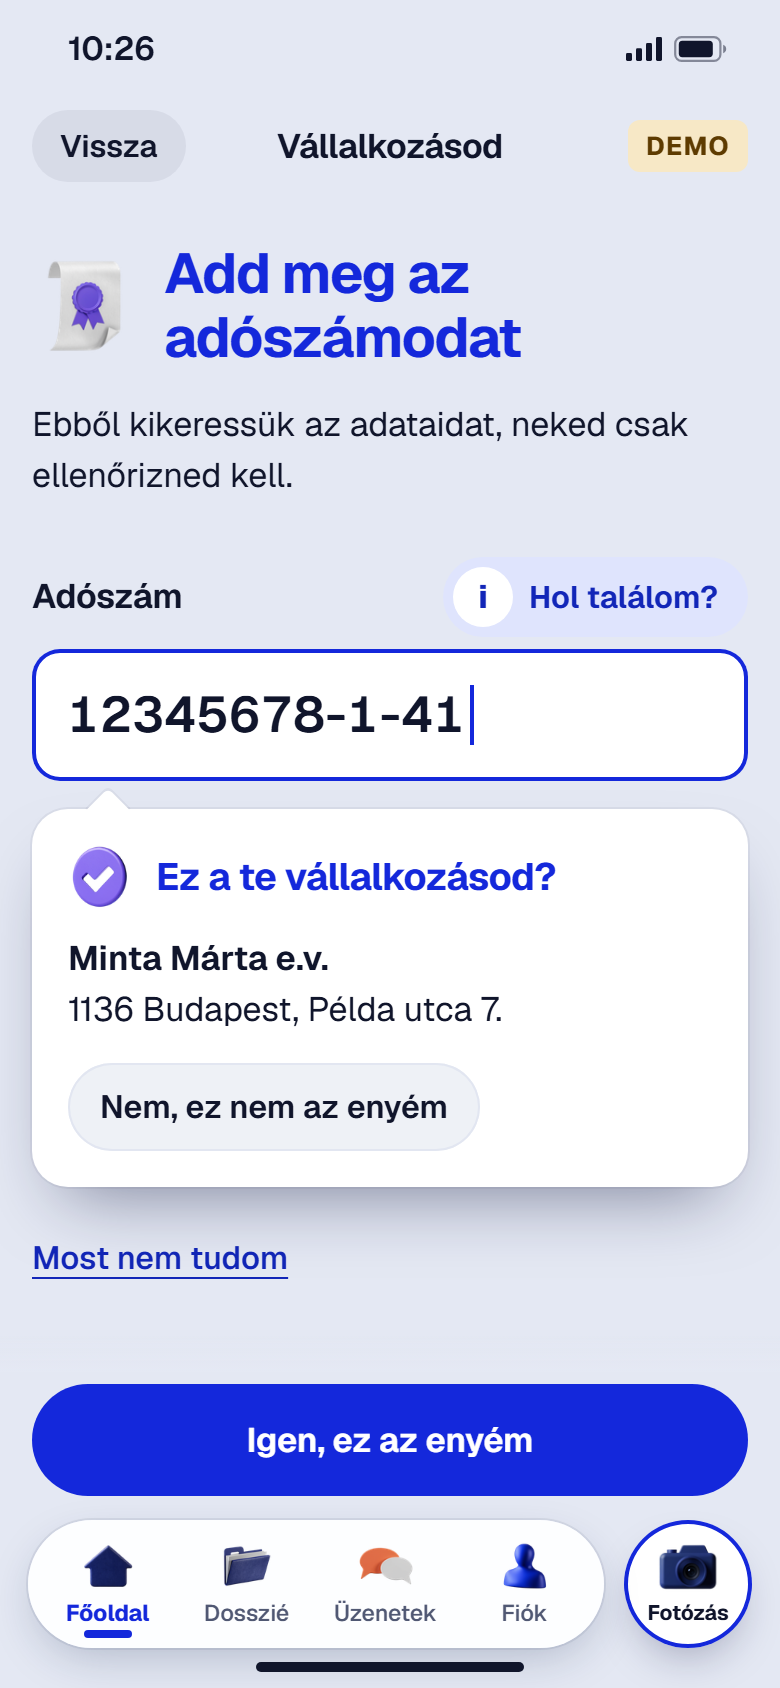 10:26
Vissza
Vállalkozásod
DEMO
Add meg az
adószámodat
Ebből kikeressük az adataidat, neked csak
ellenőrizned kell.
Adószám
i Hol találom?
12345678-1-41
Ez a te vállalkozásod?
Minta Márta e.v.
1136 Budapest, Példa utca 7.
Nem, ez nem az enyém
Most nem tudom
Igen, ez az enyém
Főoldal
Dosszié
Üzenetek
Fiók
Fotózás